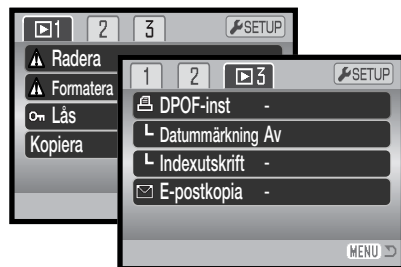 1 2 3 SETUP
Radera
Formatera
Lås
Kopiera
1 2 3 SETUP
DPOF-inst -
Datummärkning Av
Indexutskrift -
E-postkopia -
MENU